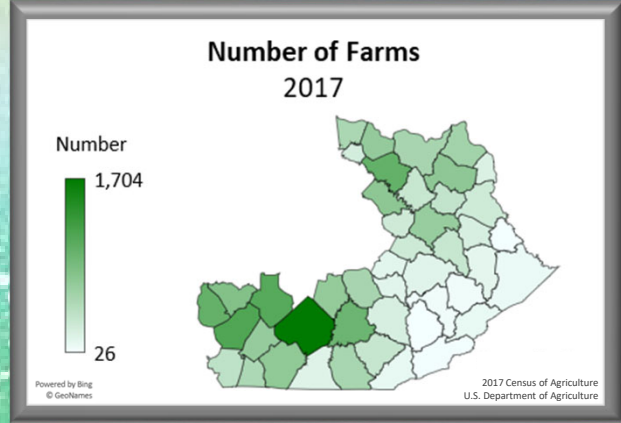 Number of Farms
2017
Number
1,704
26
Powered by Bing
© GeoNames
2017 Census of Agriculture
U.S. Department of Agriculture